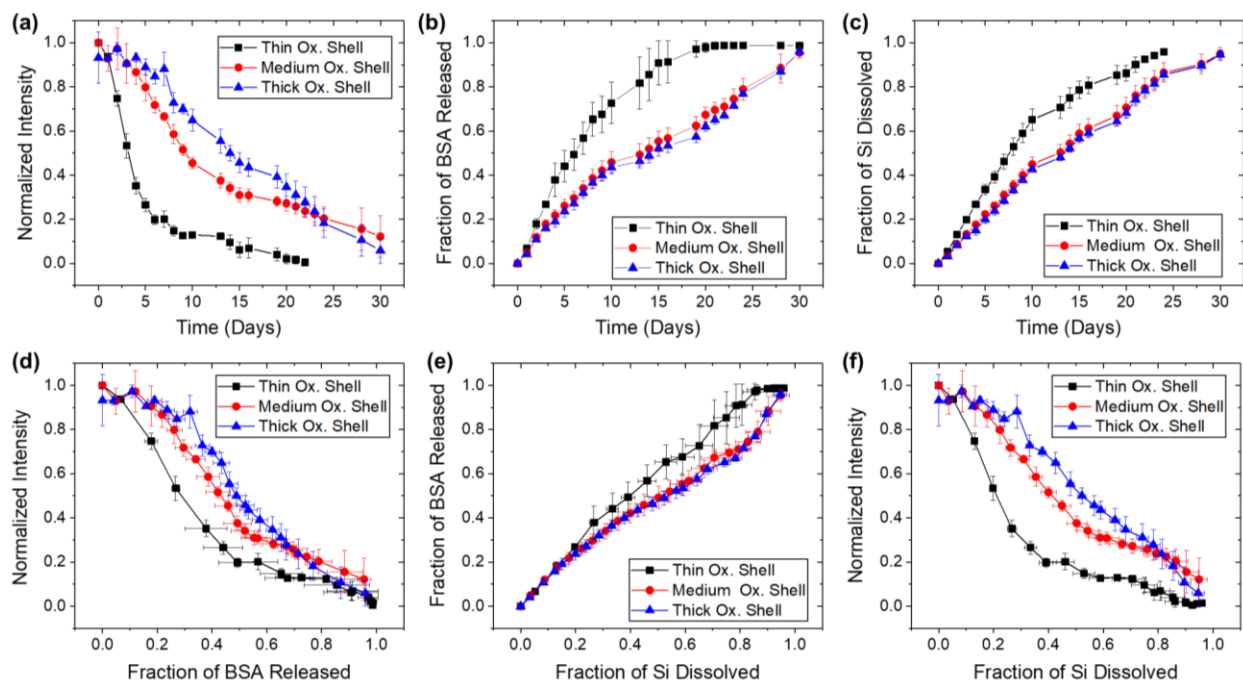 (a)
Normalized Intensity
1.0
0.8
0.6
0.4
0.2
0.0
Thin Ox. Shell
Medium Ox. Shell
Thick Ox. Shell
0 5 10 15 20 25 30
Time (Days)
(b)
Fraction of BSA Released
1.0
0.8
0.6
0.4
0.2
0.0
Thin Ox. Shell
Medium Ox. Shell
Thick Ox. Shell
0 5 10 15 20 25 30
Time (Days)
(c)
Fraction of Si Dissolved
1.0
0.8
0.6
0.4
0.2
0.0
Thin Ox. Shell
Medium Ox. Shell
Thick Ox. Shell
0 5 10 15 20 25 30
Time (Days)
(d)
Normalized Intensity
1.0
0.8
0.6
0.4
0.2
0.0
Thin Ox. Shell
Medium Ox. Shell
Thick Ox. Shell
0.0 0.2 0.4 0.6 0.8 1.0
Fraction of BSA Released
(e)
Fraction of BSA Released
1.0
0.8
0.6
0.4
0.2
0.0
Thin Ox. Shell
Medium Ox. Shell
Thick Ox. Shell
0.0 0.2 0.4 0.6 0.8 1.0
Fraction of Si Dissolved
(f)
Normalized Intensity
1.0
0.8
0.6
0.4
0.2
0.0
Thin Ox. Shell
Medium Ox. Shell
Thick Ox. Shell
0.0 0.2 0.4 0.6 0.8 1.0
Fraction of Si Dissolved